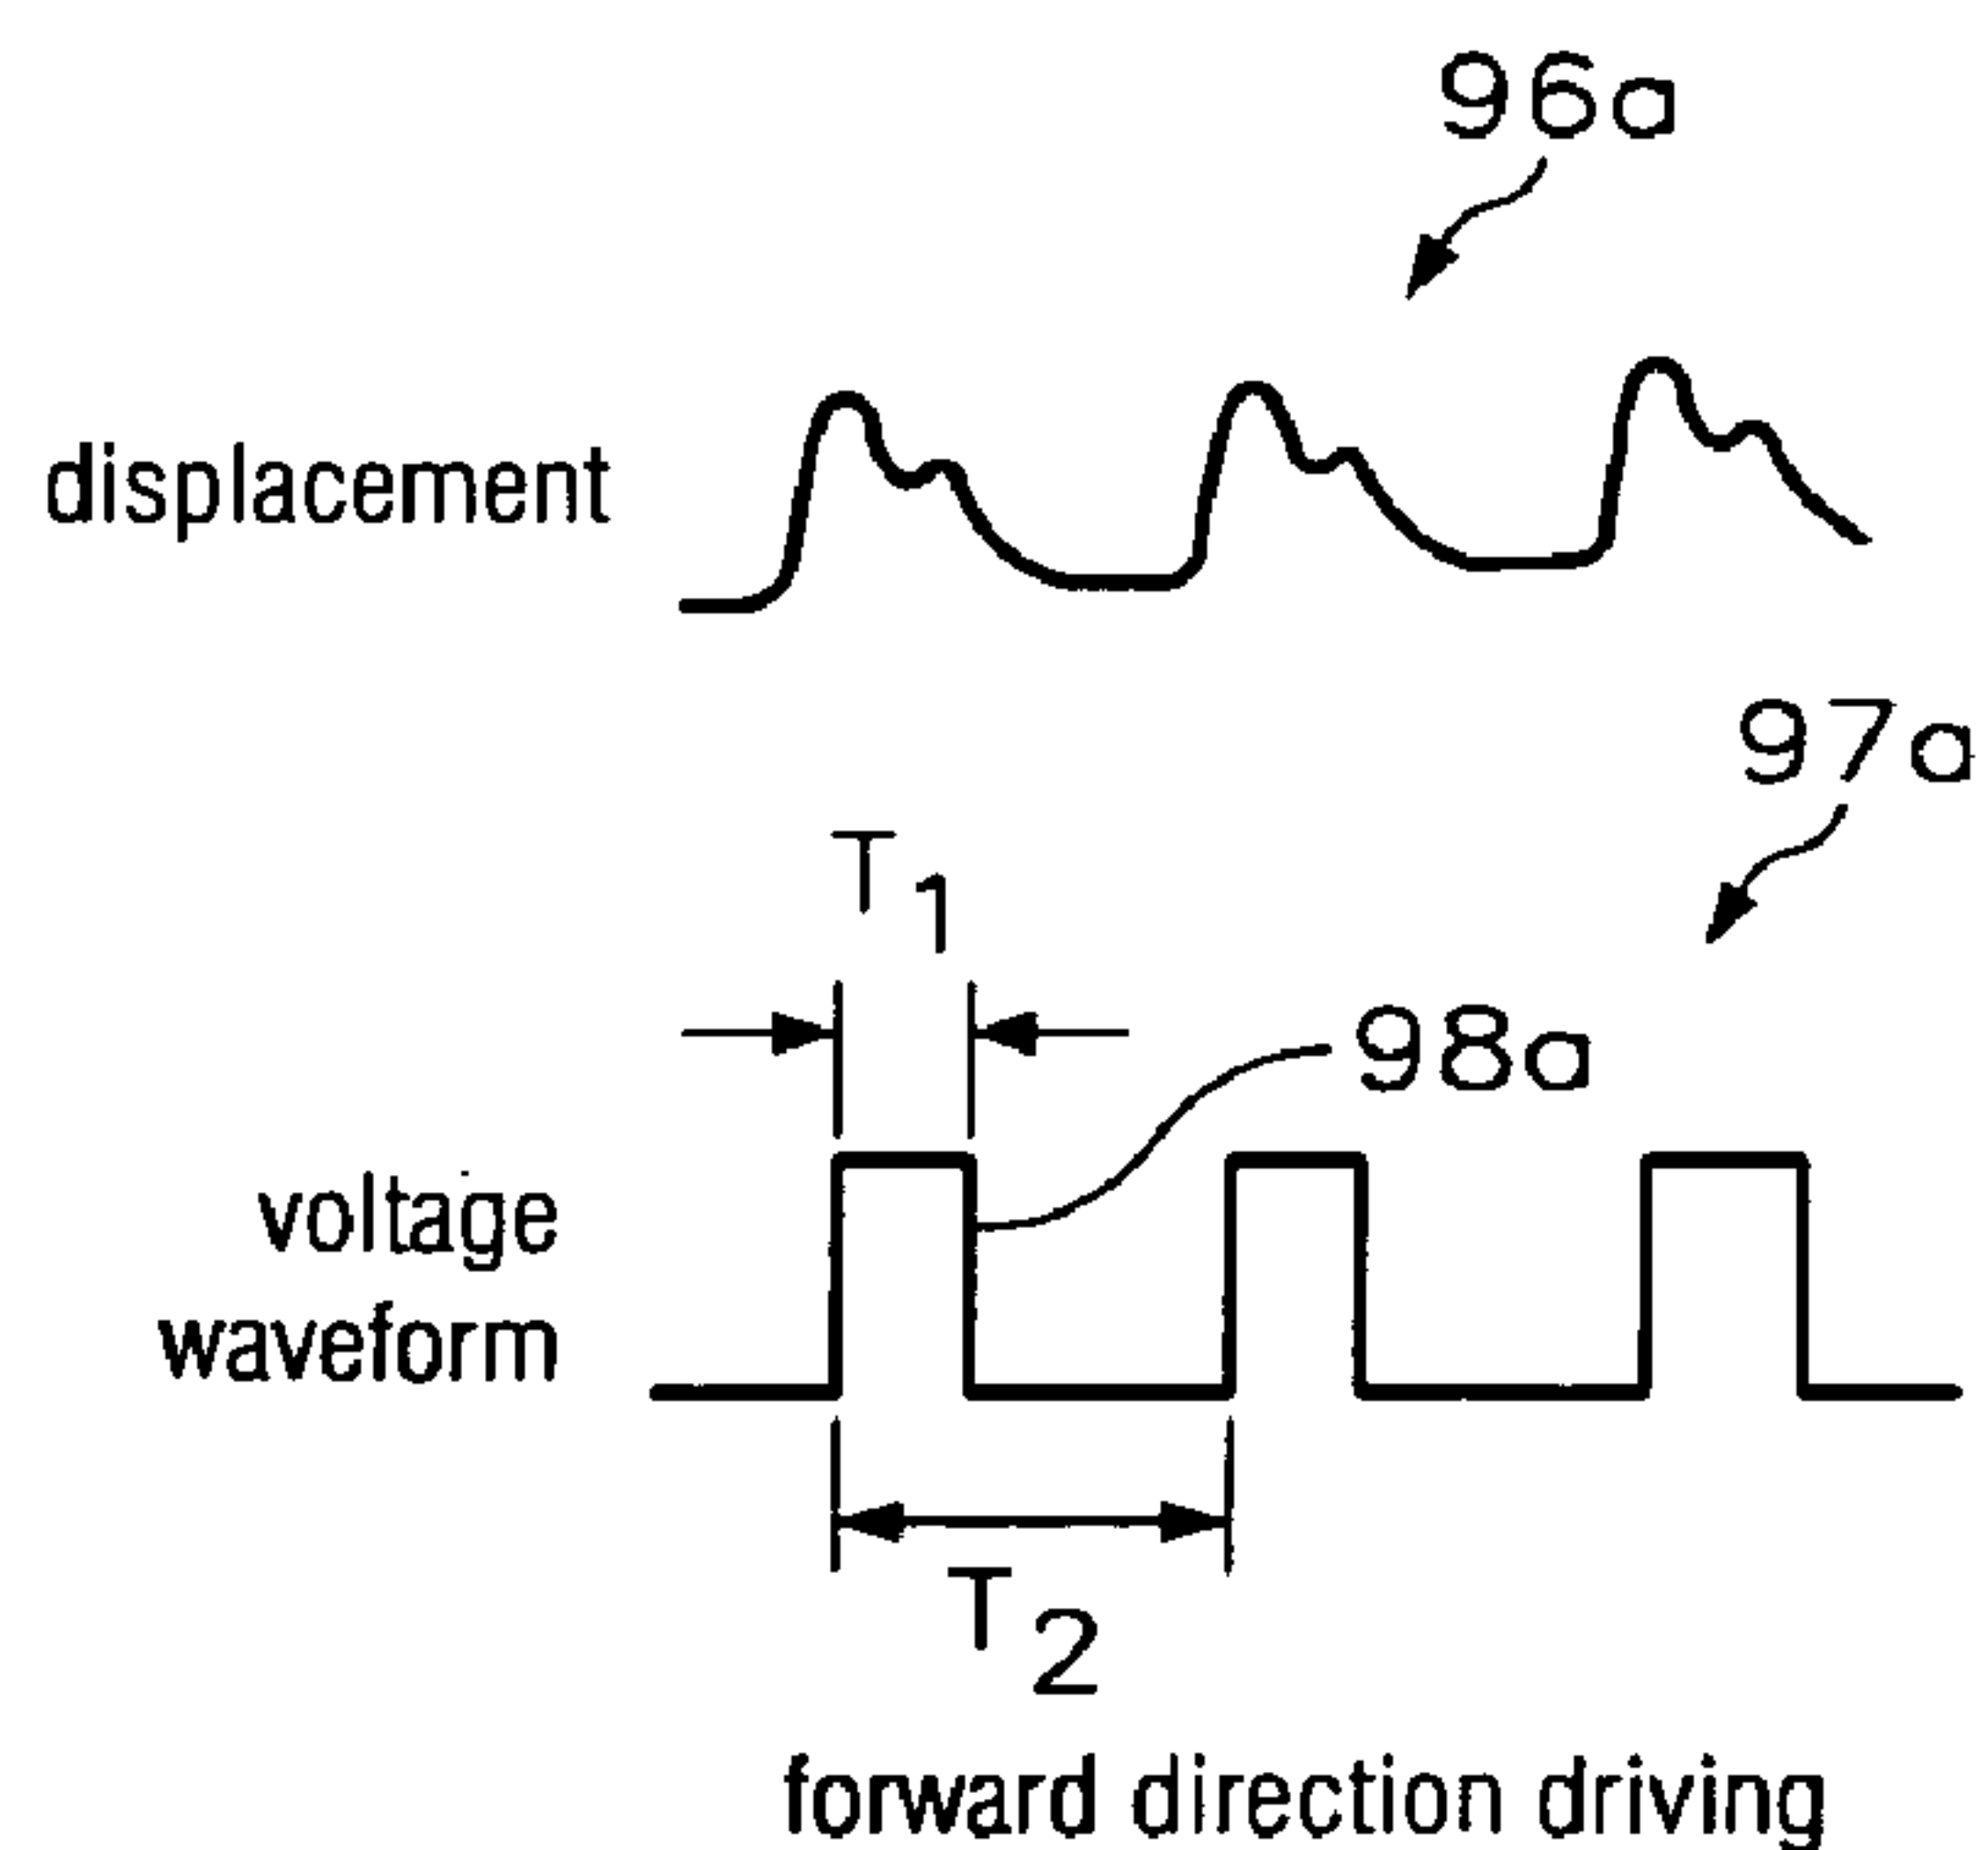 96a
displacement
97a
T1
98a
voltage
waveform
T2
forward direction driving